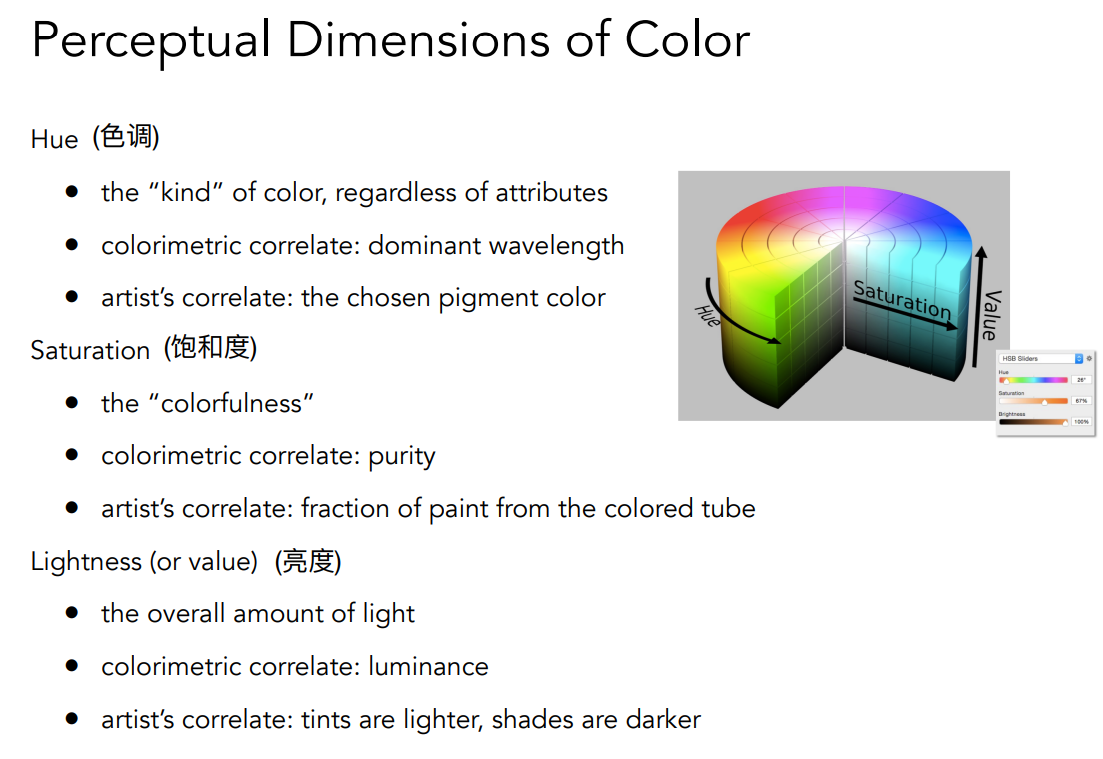 Perceptual Dimensions of Color
Hue (色调)
● the “kind” of color, regardless of attributes
● colorimetric correlate: dominant wavelength
● artist’s correlate: the chosen pigment color
Saturation (饱和度)
● the “colorfulness”
● colorimetric correlate: purity
● artist’s correlate: fraction of paint from the colored tube
Lightness (or value) (亮度)
● the overall amount of light
● colorimetric correlate: luminance
● artist’s correlate: tints are lighter, shades are darker
Hue
Saturation
Value
HSB Sliders
Hue
26°
Saturation
67%
Brightness
100%